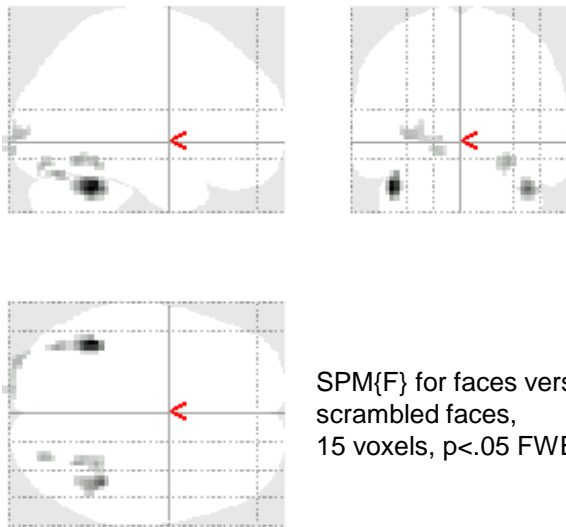 SPM{F} for faces vers
scrambled faces,
15 voxels, p<.05 FWE